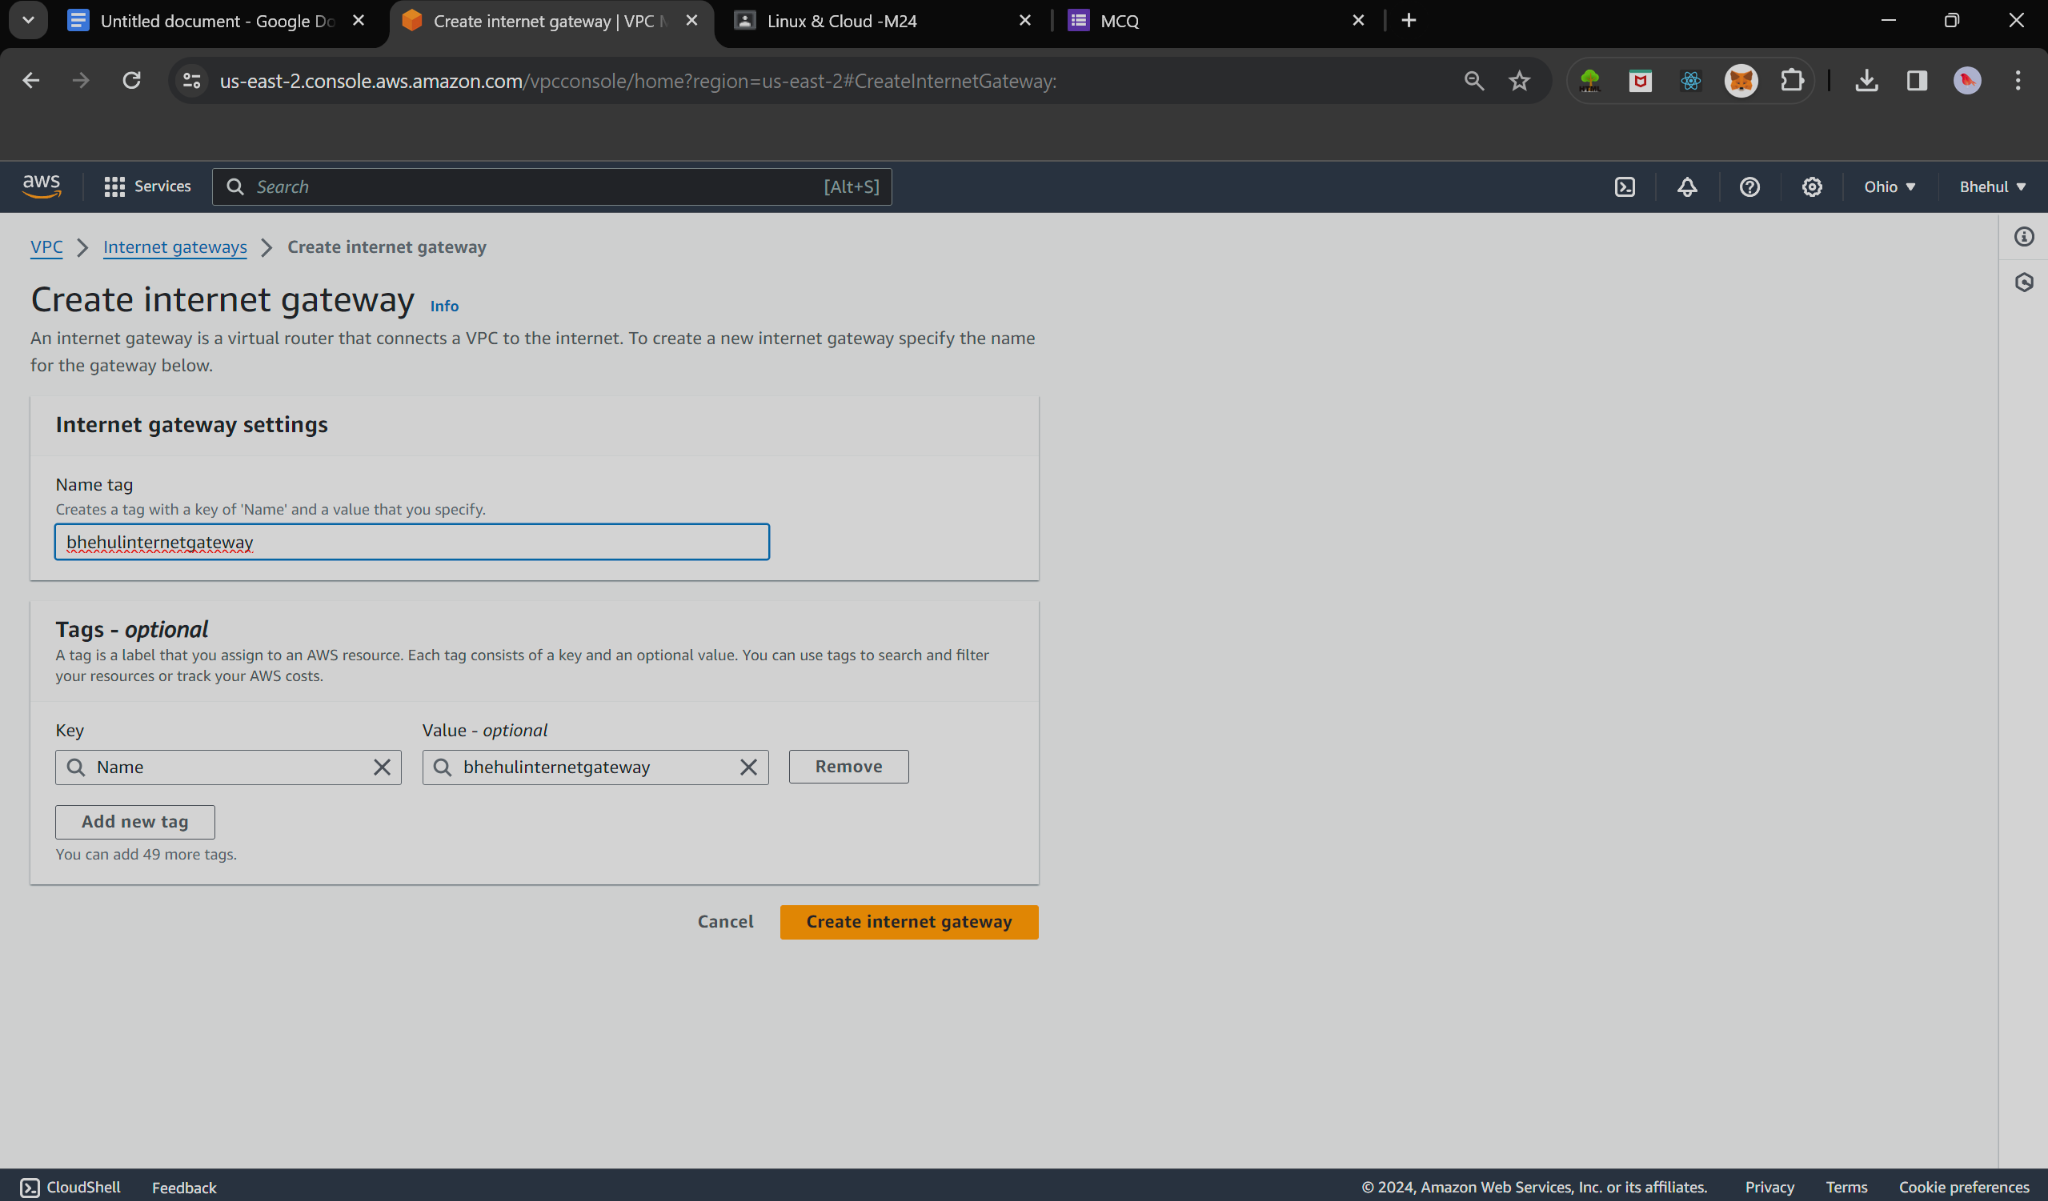 Untitled document - Google Do
Create internet gateway | VPC
Linux & Cloud -M24
MCQ
us-east-2.console.aws.amazon.com/vpcconsole/home?region=us-east-2#CreateInternetGateway:
aws
Services
Search
[Alt+S]
Ohio
Bhehul
VPC
Internet gateways
Create internet gateway
Create internet gateway Info
An internet gateway is a virtual router that connects a VPC to the internet. To create a new internet gateway specify the name
for the gateway below.
Internet gateway settings
Name tag
Creates a tag with a key of 'Name' and a value that you specify.
bhehulinternetgateway
Tags - optional
A tag is a label that you assign to an AWS resource. Each tag consists of a key and an optional value. You can use tags to search and filter
your resources or track your AWS costs.
Key
Value - optional
Name
bhehulinternetgateway
Remove
Add new tag
You can add 49 more tags.
Cancel
Create internet gateway
CloudShell
Feedback
© 2024, Amazon Web Services, Inc. or its affiliates.
Privacy
Terms
Cookie preferences